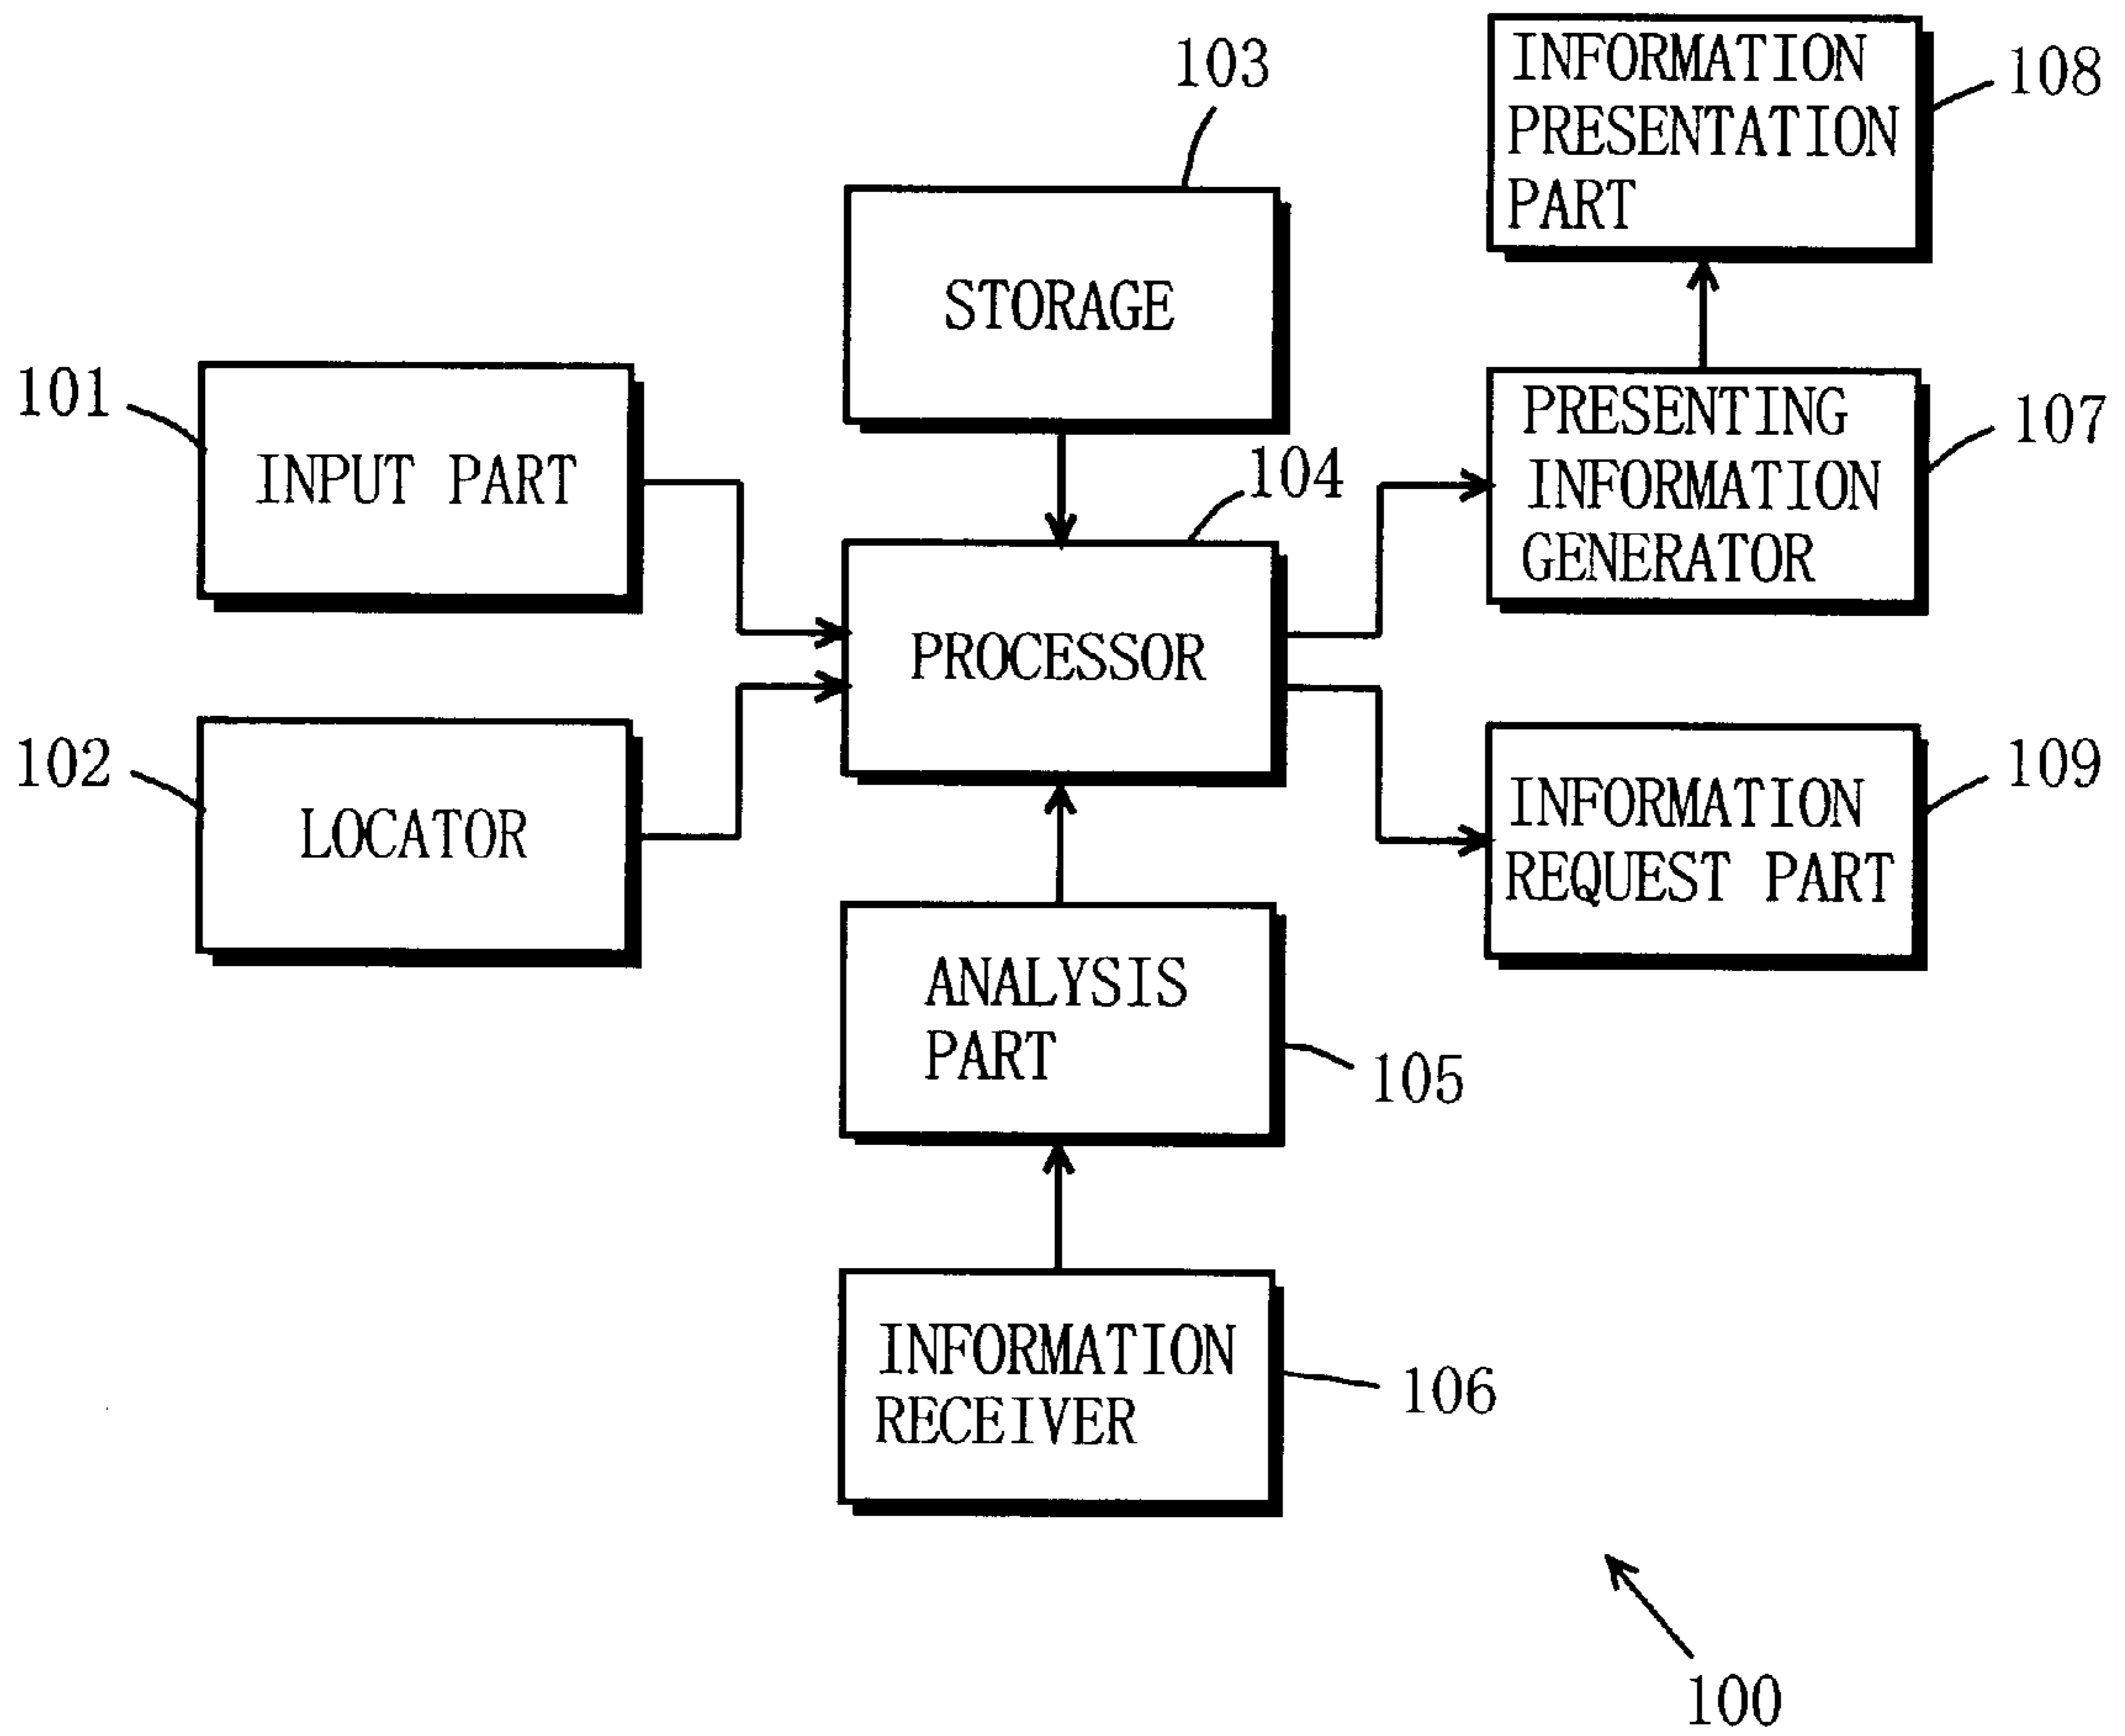 103
INFORMATION
PRESENTATION
PART
108
STORAGE
101
INPUT PART
104
PRESENTING
INFORMATION
GENERATOR
107
PROCESSOR
102
LOCATOR
INFORMATION
REQUEST PART
109
ANALYSIS
PART
105
INFORMATION
RECEIVER
106
100